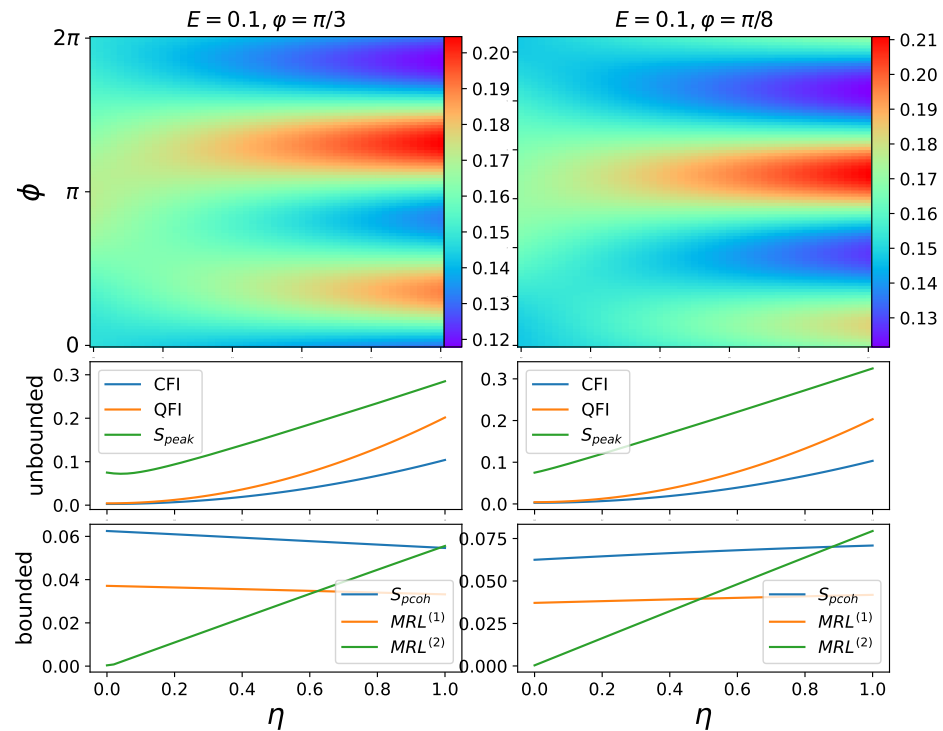 E = 0.1, φ = π/3
E = 0.1, φ = π/8
2π
π
0
ϕ
0.20
0.19
0.18
0.17
0.16
0.15
0.14
0.13
0.12
0.21
0.20
0.19
0.18
0.17
0.16
0.15
0.14
0.13
unbounded
0.3
0.2
0.1
0.0
CFI
QFI
S_peak
0.3
0.2
0.1
0.0
CFI
QFI
S_peak
bounded
0.06
0.04
0.02
0.00
S_pcoh
MRL^(1)
MRL^(2)
0.075
0.050
0.025
0.000
S_pcoh
MRL^(1)
MRL^(2)
0.0 0.2 0.4 0.6 0.8 1.0
0.0 0.2 0.4 0.6 0.8 1.0
η
η